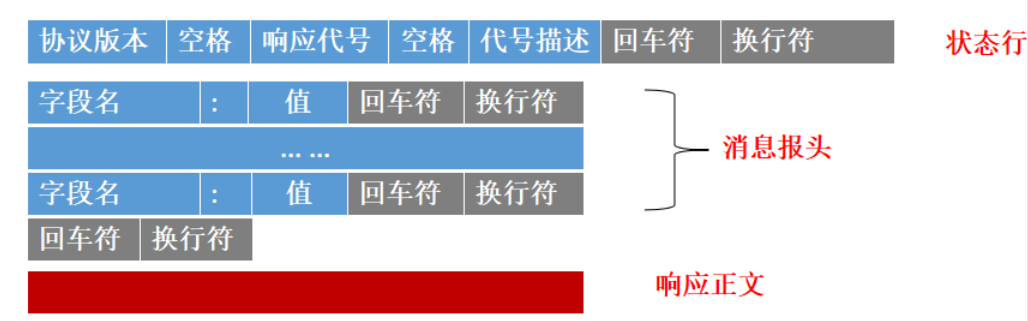 协议版本 空格 响应代号 空格 代号描述 回车符 换行符 状态行
字段名 : 值 回车符 换行符
... ...
消息报头
字段名 : 值 回车符 换行符
回车符 换行符
响应正文